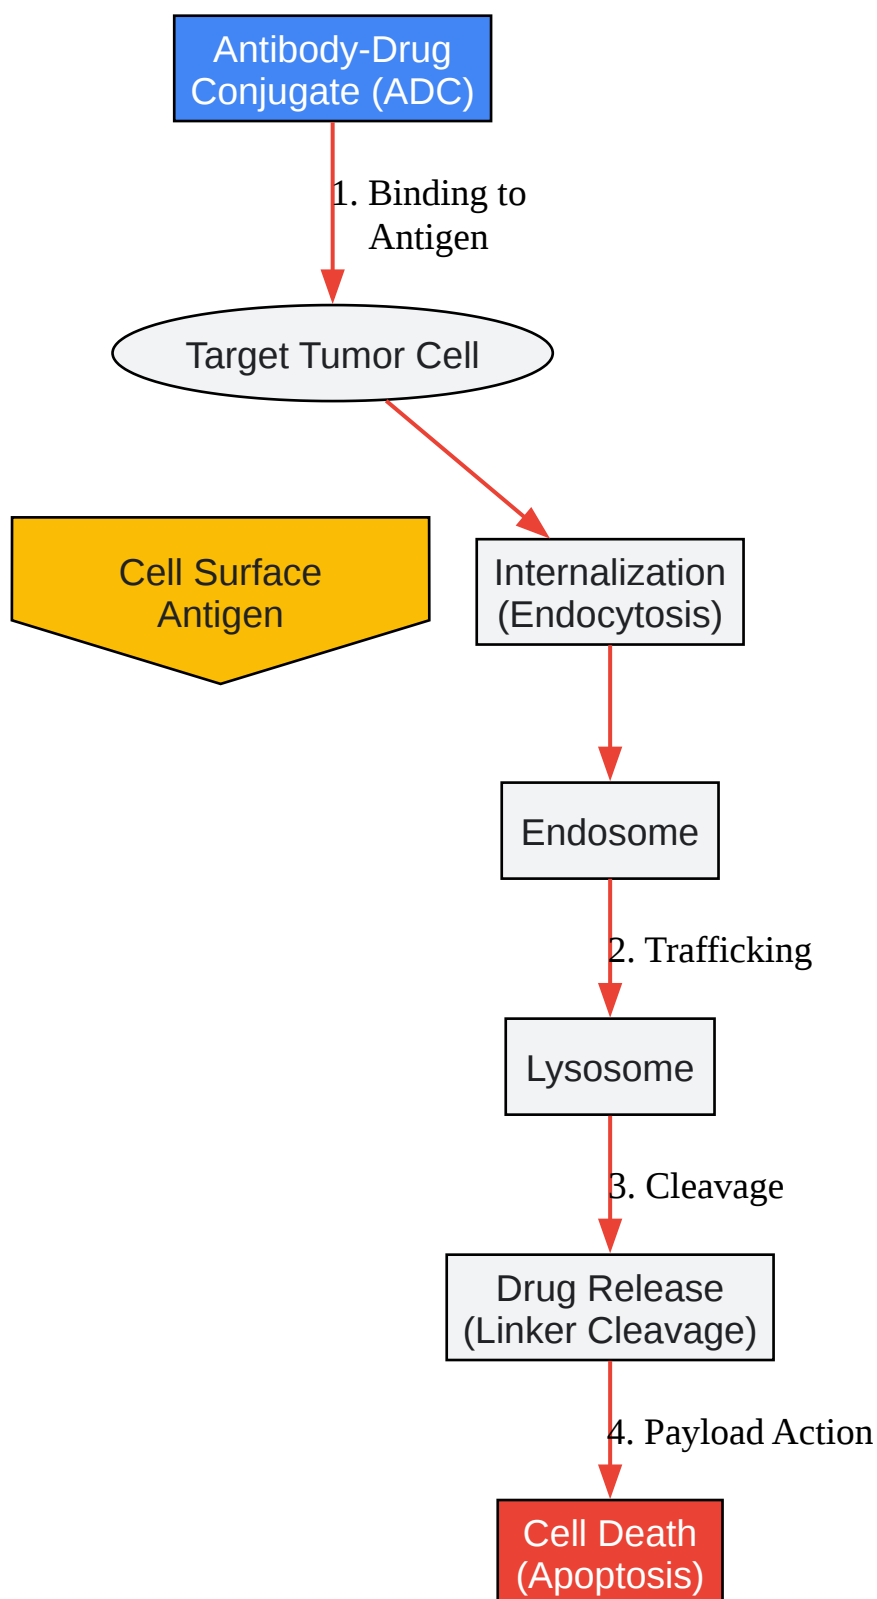 Antibody-Drug
Conjugate (ADC)
1. Binding to
Antigen
Target Tumor Cell
Cell Surface
Antigen
Internalization
(Endocytosis)
Endosome
2. Trafficking
Lysosome
3. Cleavage
Drug Release
(Linker Cleavage)
4. Payload Action
Cell Death
(Apoptosis)